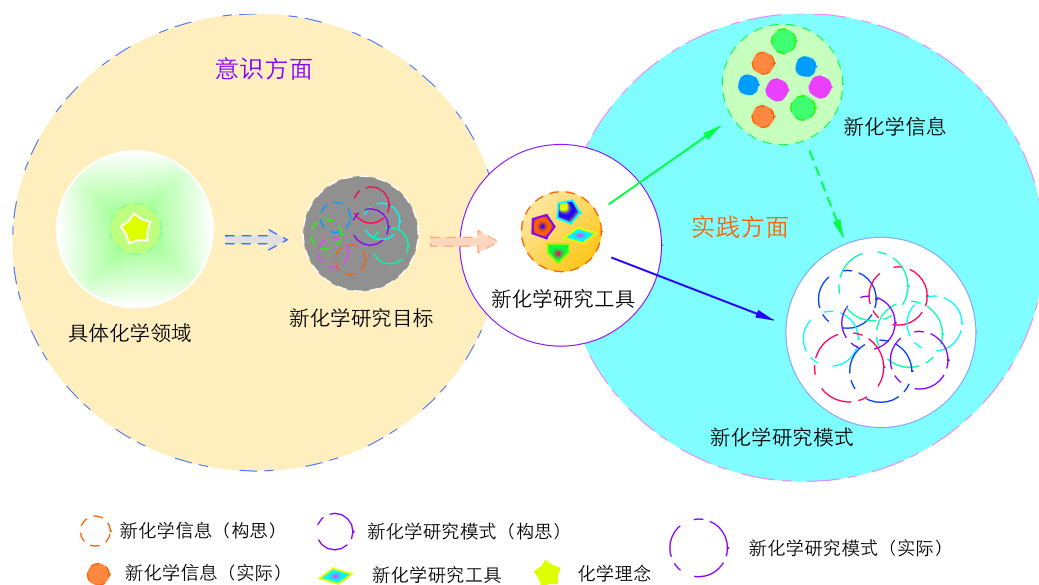 意识方面
新化学信息
实践方面
新化学研究工具
新化学研究目标
具体化学领域
新化学研究模式
新化学信息（构思）
新化学研究模式（构思）
新化学研究模式（实际）
新化学信息（实际）
新化学研究工具
化学理念